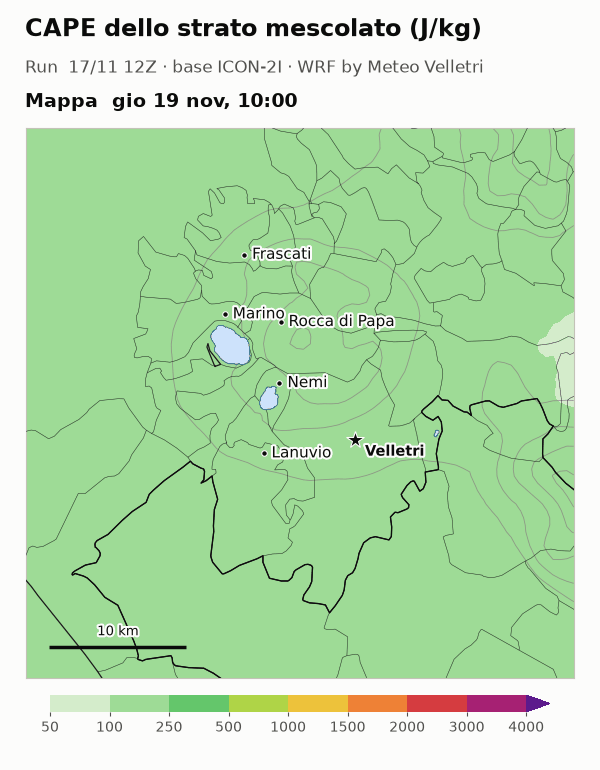 CAPE dello strato mescolato (J/kg)
Run  17/11 12Z · base ICON-2I · WRF by Meteo Velletri
Mappa  gio 19 nov, 10:00
Frascati
Marino
Rocca di Papa
Nemi
Velletri
Lanuvio
10 km
50 100 250 500 1000 1500 2000 3000 4000